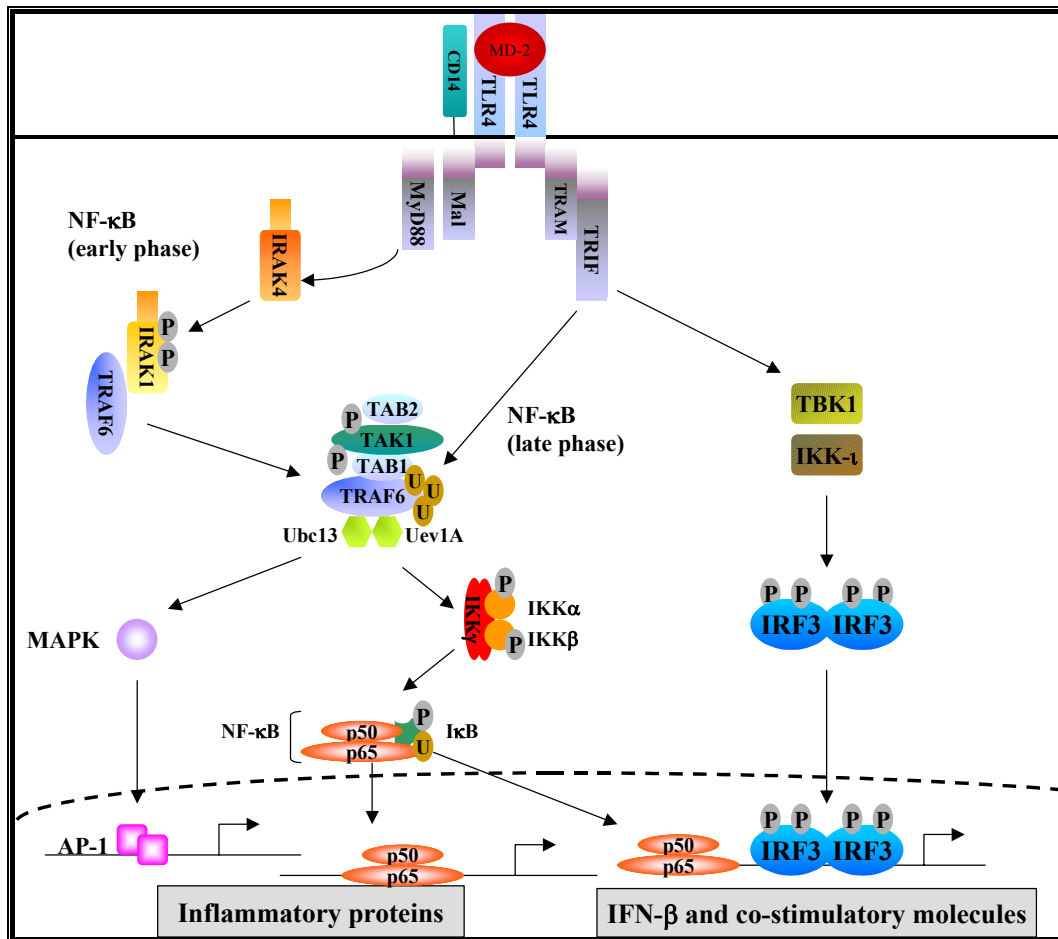 MD-2
CD14
TLR4
TLR4
MyD88
Mal
TRAM
TRIF
NF-κB
(early phase)
IRAK4
IRAK1
P
P
TRAF6
NF-κB
(late phase)
TBK1
IKK-ι
TAB2
P
TAK1
P
TAB1
U
U
U
TRAF6
Ubc13
Uev1A
P
IKKγ
IKKα
IKKβ
P
P P P P
IRF3 IRF3
MAPK
NF-κB
p50
p65
P
U
IκB
AP-1
p50
p65
p50
p65
P P P P
IRF3 IRF3
Inflammatory proteins
IFN-β and co-stimulatory molecules